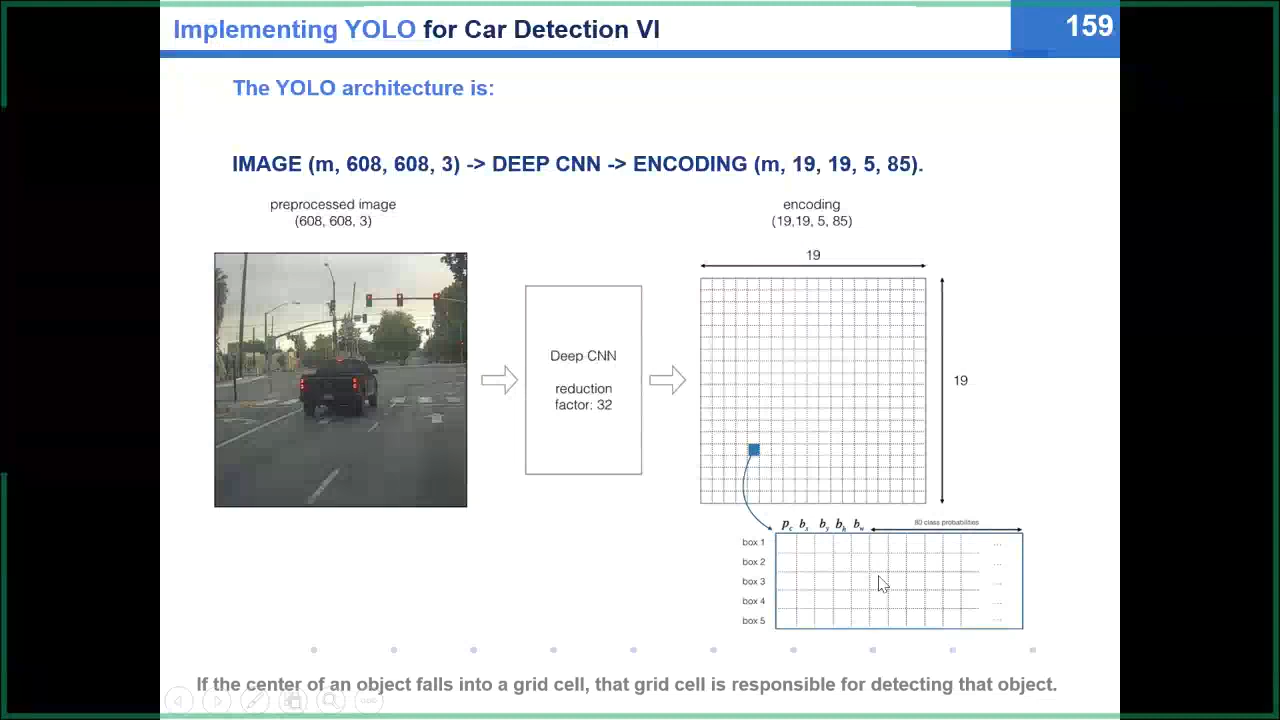 Implementing YOLO for Car Detection VI
159
The YOLO architecture is:
IMAGE (m, 608, 608, 3) -> DEEP CNN -> ENCODING (m, 19, 19, 5, 85).
preprocessed image
(608, 608, 3)
encoding
(19,19, 5, 85)
19
Deep CNN
reduction
factor: 32
19
p_c b_x b_y b_h b_w
80 class probabilities
box 1 ...
box 2 ...
box 3 ...
box 4 ...
box 5 ...
If the center of an object falls into a grid cell, that grid cell is responsible for detecting that object.